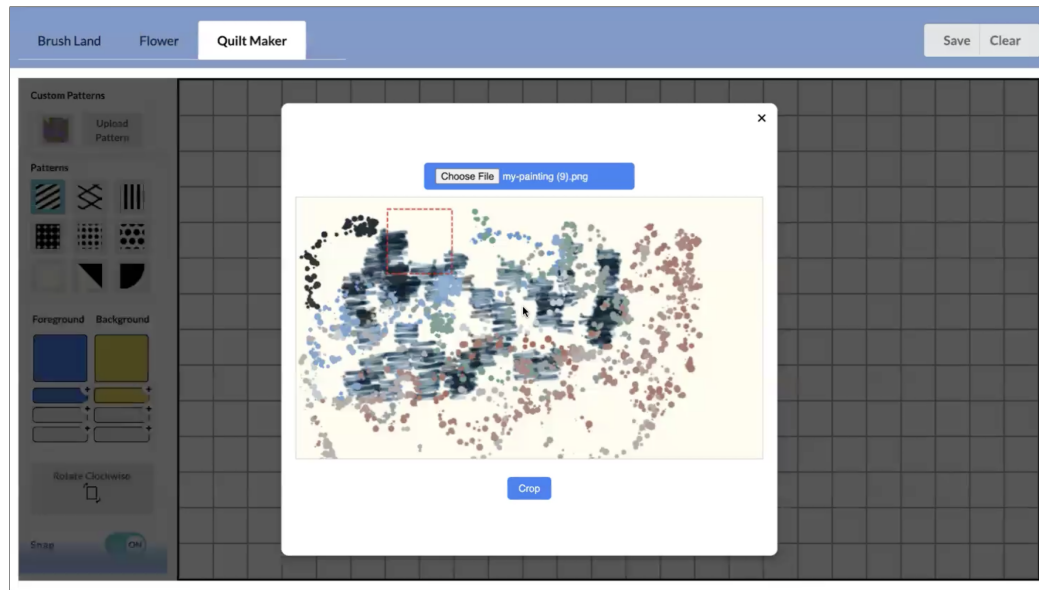 Brush Land
Flower
Quilt Maker
Save
Clear
Custom Patterns
Upload
Pattern
Patterns
Choose File my-painting (9).png
Foreground Background
Crop
Rotate Clockwise
Snap
ON